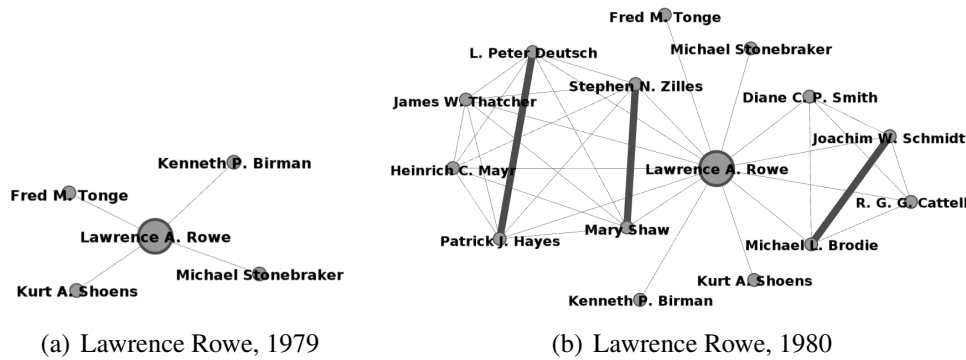 Kenneth P. Birman
Fred M. Tonge
Lawrence A. Rowe
Michael Stonebraker
Kurt A. Shoens
(a) Lawrence Rowe, 1979
Fred M. Tonge
Michael Stonebraker
L. Peter Deutsch
Stephen N. Zilles
James W. Thatcher
Diane C. P. Smith
Joachim W. Schmidt
Heinrich C. Mayr
Lawrence A. Rowe
R. G. G. Cattell
Mary Shaw
Patrick J. Hayes
Michael L. Brodie
Kurt A. Shoens
Kenneth P. Birman
(b) Lawrence Rowe, 1980